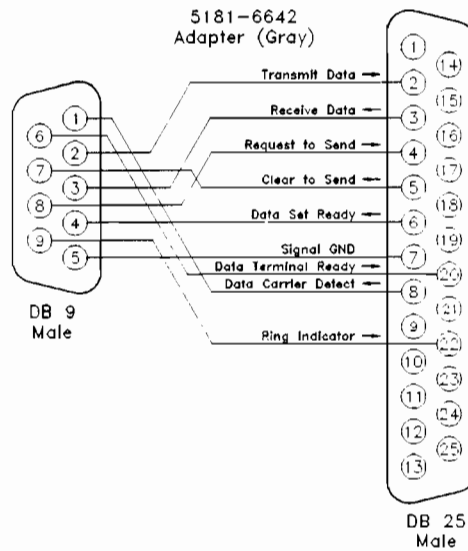 5181-6642
Adapter (Gray)
1
14
Transmit Data
2
15
1
Receive Data
3
6
16
2
Request to Send
4
7
17
3
Clear to Send
5
8
18
4
Data Set Ready
6
9
19
5
Signal GND
7
Data Terminal Ready
20
Data Carrier Detect
8
21
DB 9
Male
9
Ring Indicator
22
10
23
11
24
12
25
13
DB 25
Male